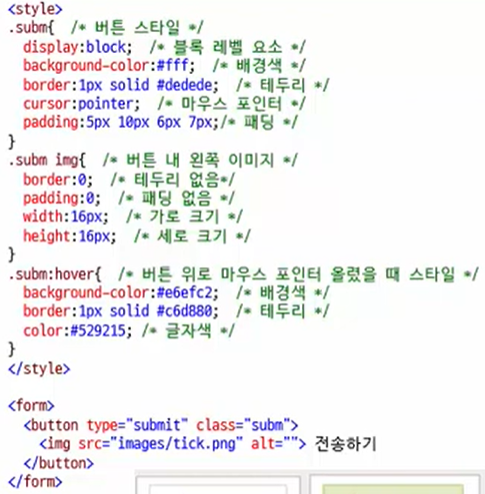 <style>
.subm{  /* 버튼 스타일 */
  display:block;  /* 블록 레벨 요소 */
  background-color:#fff;  /* 배경색 */
  border:1px solid #dedede;  /* 테두리 */
  cursor:pointer;  /* 마우스 포인터 */
  padding:5px 10px 6px 7px;/* 패딩 */
}
.subm img{  /* 버튼 내 왼쪽 이미지 */
  border:0;  /* 테두리 없음*/
  padding:0;  /* 패딩 없음 */
  width:16px;  /* 가로 크기 */
  height:16px;  /* 세로 크기 */
}
.subm:hover{  /* 버튼 위로 마우스 포인터 올렸을 때 스타일 */
  background-color:#e6efc2;  /* 배경색 */
  border:1px solid #c6d880;  /* 테두리 */
  color:#529215; /* 글자색 */
}
</style>
<form>
  <button type="submit" class="subm">
    <img src="images/tick.png" alt=""> 전송하기
  </button>
</form>